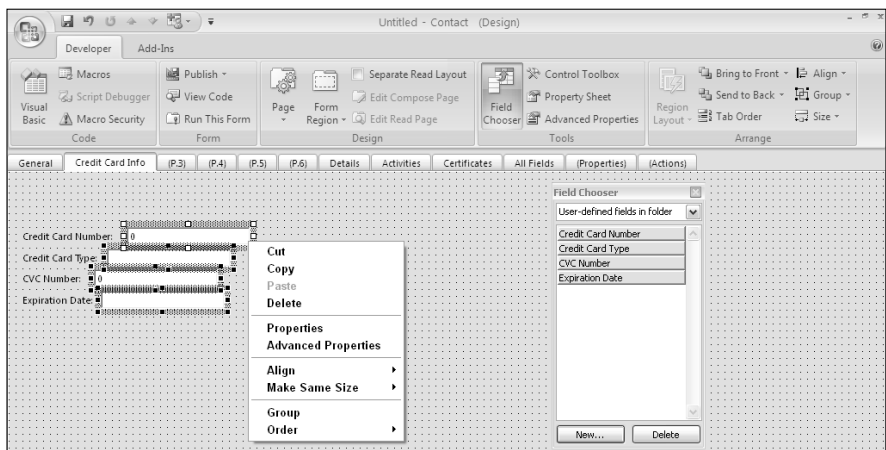 Untitled - Contact (Design)
Developer Add-Ins
Visual Basic
Macros
Script Debugger
Macro Security
Code
Publish
View Code
Run This Form
Form
Page
Form Region
Separate Read Layout
Edit Compose Page
Edit Read Page
Design
Field Chooser
Control Toolbox
Property Sheet
Advanced Properties
Tools
Region Layout
Bring to Front
Send to Back
Tab Order
Align
Group
Size
Arrange
General Credit Card Info (P.3) (P.4) (P.5) (P.6) Details Activities Certificates All Fields (Properties) (Actions)
Credit Card Number: 0
Credit Card Type:
CVC Number: 0
Expiration Date:
Cut
Copy
Paste
Delete
Properties
Advanced Properties
Align
Make Same Size
Group
Order
Field Chooser
User-defined fields in folder
Credit Card Number
Credit Card Type
CVC Number
Expiration Date
New... Delete